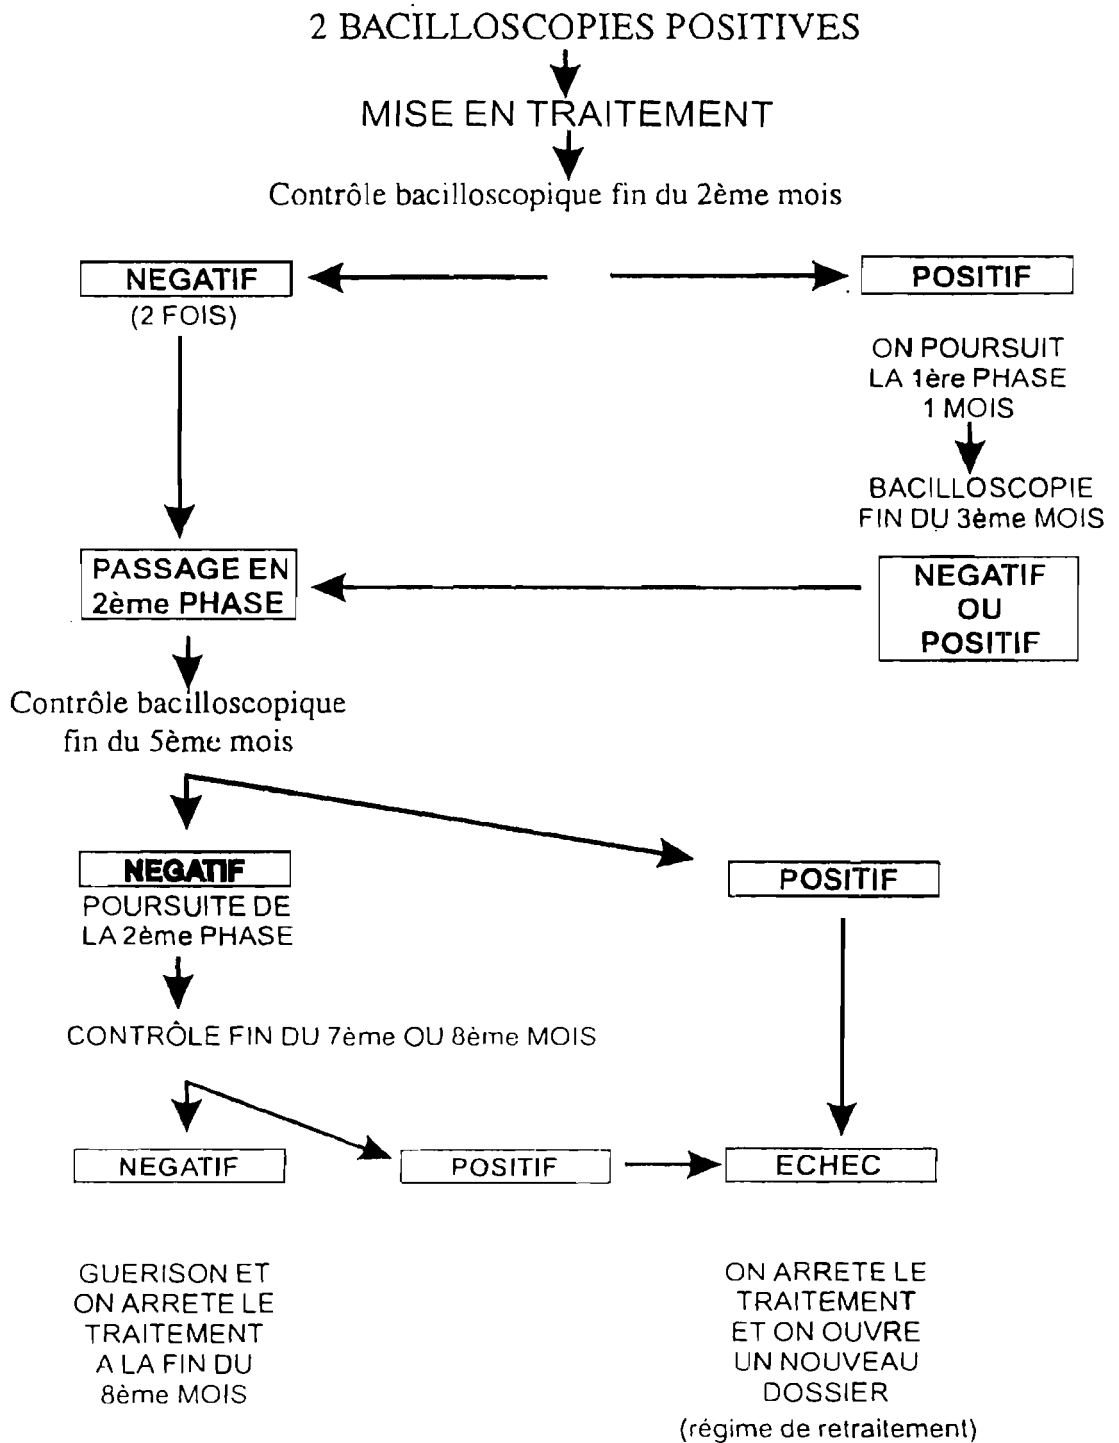 2 BACILLOSCOPIES POSITIVES
MISE EN TRAITEMENT
Contrôle bacilloscopique fin du 2ème mois
NEGATIF
(2 FOIS)
POSITIF
ON POURSUIT
LA 1ère PHASE
1 MOIS
BACILLOSCOPIE
FIN DU 3ème MOIS
PASSAGE EN
2ème PHASE
NEGATIF
OU
POSITIF
Contrôle bacilloscopique
fin du 5ème mois
NEGATIF
POURSUITE DE
LA 2ème PHASE
POSITIF
CONTRÔLE FIN DU 7ème OU 8ème MOIS
NEGATIF
POSITIF
ECHEC
GUERISON ET
ON ARRETE LE
TRAITEMENT
A LA FIN DU
8ème MOIS
ON ARRETE LE
TRAITEMENT
ET ON OUVRE
UN NOUVEAU
DOSSIER
(régime de retraitement)